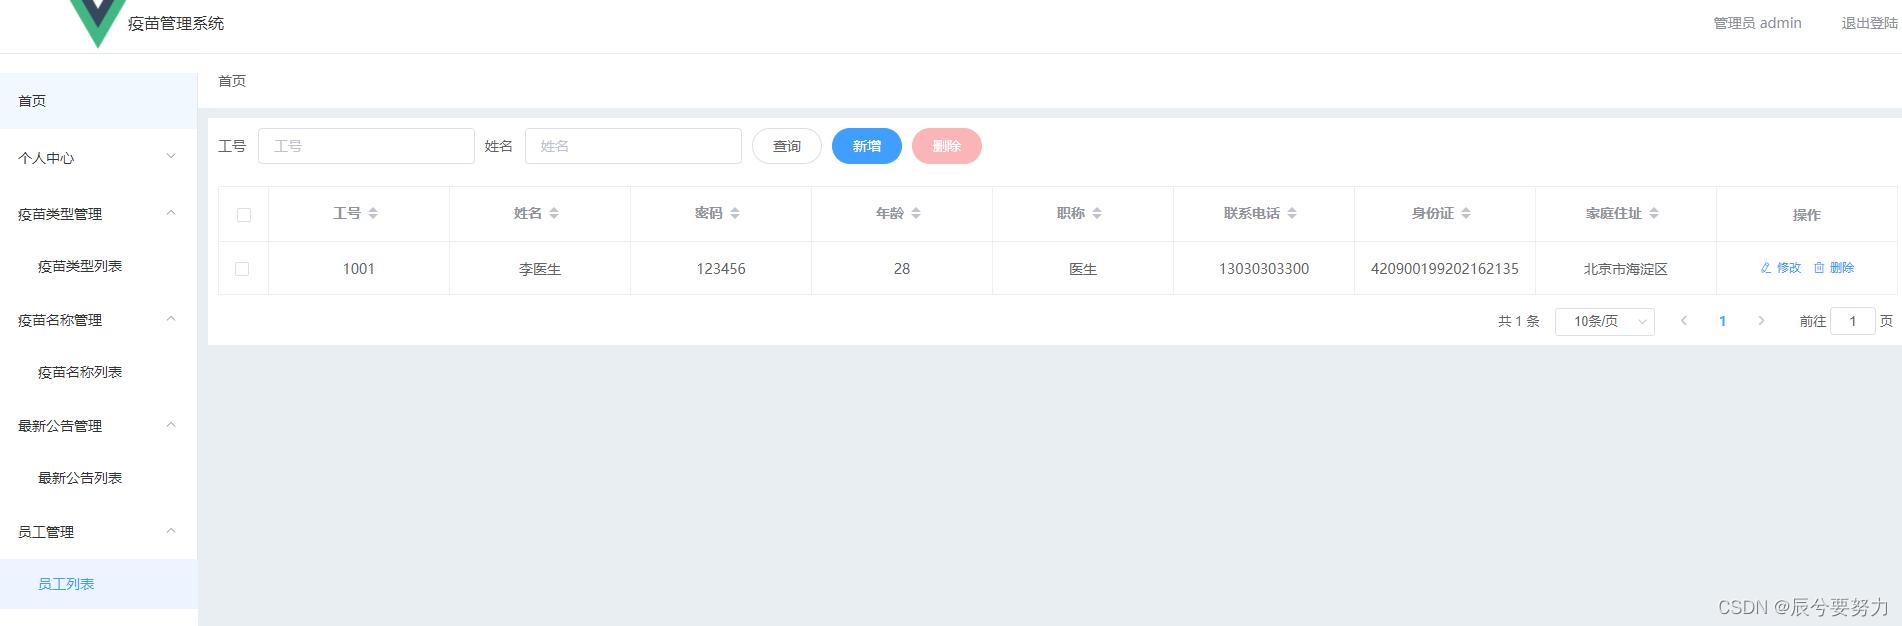 疫苗管理系统
管理员 admin 退出登陆
首页
个人中心
疫苗类型管理
疫苗类型列表
疫苗名称管理
疫苗名称列表
最新公告管理
最新公告列表
员工管理
员工列表
首页
工号 工号 姓名 姓名 查询 新增 删除
工号 姓名 密码 年龄 职称 联系电话 身份证 家庭住址 操作
1001 李医生 123456 28 医生 13030303300 420900199202162135 北京市海淀区 修改 删除
共 1 条 10条/页 1 前往 1 页
CSDN @辰兮要努力